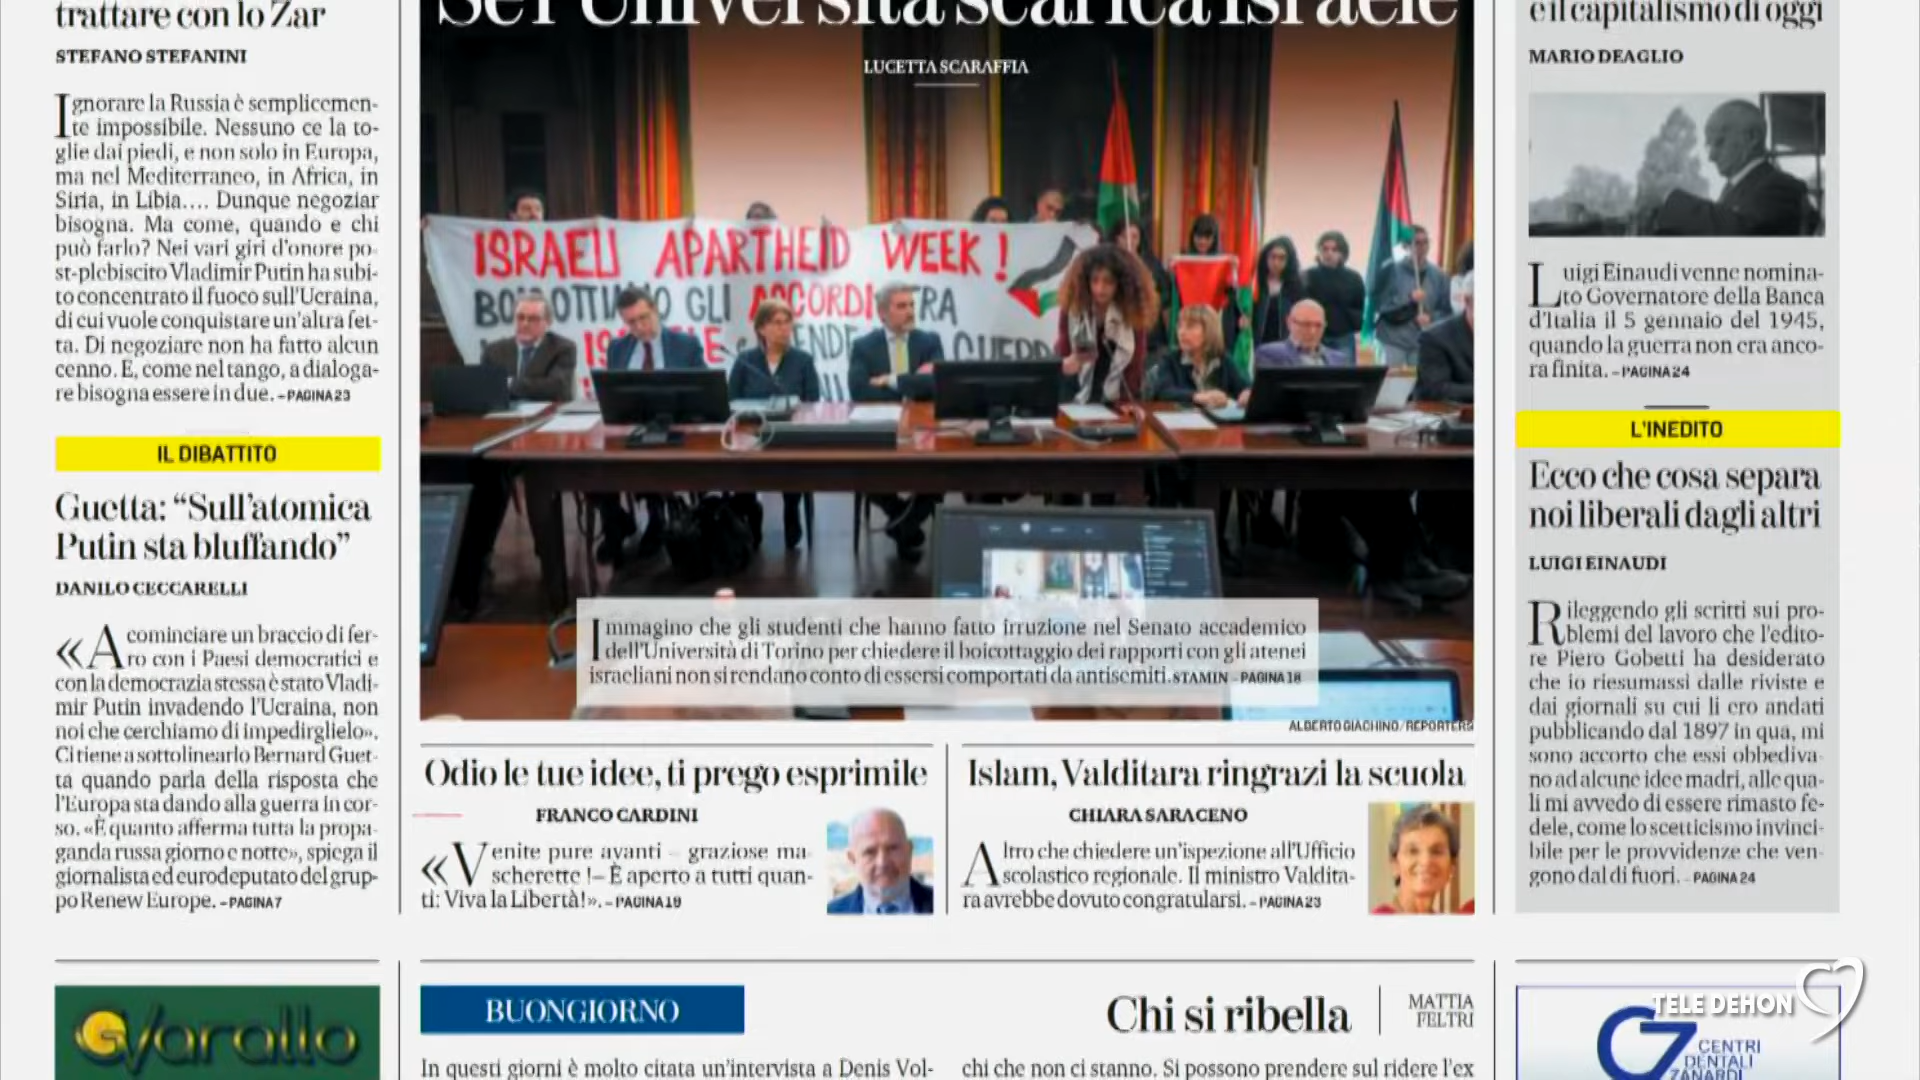 trattare con lo Zar
STEFANO STEFANINI
Ignorare la Russia è semplicemen-
te impossibile. Nessuno ce la to-
glie dai piedi, e non solo in Europa,
ma nel Mediterraneo, in Africa, in
Siria, in Libia.... Dunque negoziar
bisogna. Ma come, quando e chi
può farlo? Nei vari giri d'onore po-
st-plebiscito Vladimir Putin ha subi-
to concentrato il fuoco sull'Ucraina,
di cui vuole conquistare un'altra fet-
ta. Di negoziare non ha fatto alcun
cenno. E, come nel tango, a dialoga-
re bisogna essere in due. - PAGINA 23
IL DIBATTITO
Guetta: "Sull'atomica
Putin sta bluffando"
DANILO CECCARELLI
«A cominciare un braccio di fer-
ro con i Paesi democratici e
con la democrazia stessa è stato Vladi-
mir Putin invadendo l'Ucraina, non
noi che cerchiamo di impedirglielo».
Ci tiene a sottolinearlo Bernard Guet-
ta quando parla della risposta che
l'Europa sta dando alla guerra in cor-
so. «È quanto afferma tutta la propa-
ganda russa giorno e notte», spiega il
giornalista ed eurodeputato del grup-
po Renew Europe. - PAGINA 7
Se l'Università scarica Israele
LUCETTA SCARAFFIA
ISRAELI APARTHEID WEEK!
BOICOTTIAMO GLI ACCORDI TRA
Immagino che gli studenti che hanno fatto irruzione nel Senato accademico
dell'Università di Torino per chiedere il boicottaggio dei rapporti con gli atenei
israeliani non si rendano conto di essersi comportati da antisemiti. STAMIN - PAGINA 18
ALBERTO GIACHINO/REPORTERS
Odio le tue idee, ti prego esprimile
FRANCO CARDINI
«Venite pure avanti – graziose ma-
scherette !– È aperto a tutti quan-
ti: Viva la Libertà!». - PAGINA 19
Islam, Valditara ringrazi la scuola
CHIARA SARACENO
Altro che chiedere un'ispezione all'Ufficio
scolastico regionale. Il ministro Valdita-
ra avrebbe dovuto congratularsi. - PAGINA 23
e il capitalismo di oggi
MARIO DEAGLIO
Luigi Einaudi venne nomina-
to Governatore della Banca
d'Italia il 5 gennaio del 1945,
quando la guerra non era anco-
ra finita. - PAGINA 24
L'INEDITO
Ecco che cosa separa
noi liberali dagli altri
LUIGI EINAUDI
Rileggendo gli scritti sui pro-
blemi del lavoro che l'edito-
re Piero Gobetti ha desiderato
che io riesumassi dalle riviste e
dai giornali su cui li ero andati
pubblicando dal 1897 in qua, mi
sono accorto che essi obbediva-
no ad alcune idee madri, alle qua-
li mi avvedo di essere rimasto fe-
dele, come lo scetticismo invinci-
bile per le provvidenze che ven-
gono dal di fuori. - PAGINA 24
Gvarallo
BUONGIORNO
Chi si ribella
MATTIA
FELTRI
In questi giorni è molto citata un'intervista a Denis Vol-
chi che non ci stanno. Si possono prendere sul ridere l'ex
TELE DEHON
CENTRI
DENTALI
ZANARDI